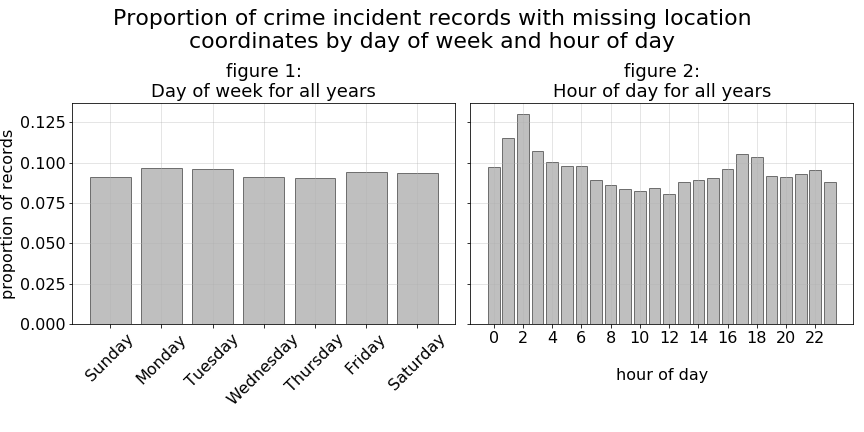 Proportion of crime incident records with missing location
coordinates by day of week and hour of day
figure 1:
Day of week for all years
proportion of records
0.125
0.100
0.075
0.050
0.025
0.000
Sunday
Monday
Tuesday
Wednesday
Thursday
Friday
Saturday
figure 2:
Hour of day for all years
0 2 4 6 8 10 12 14 16 18 20 22
hour of day